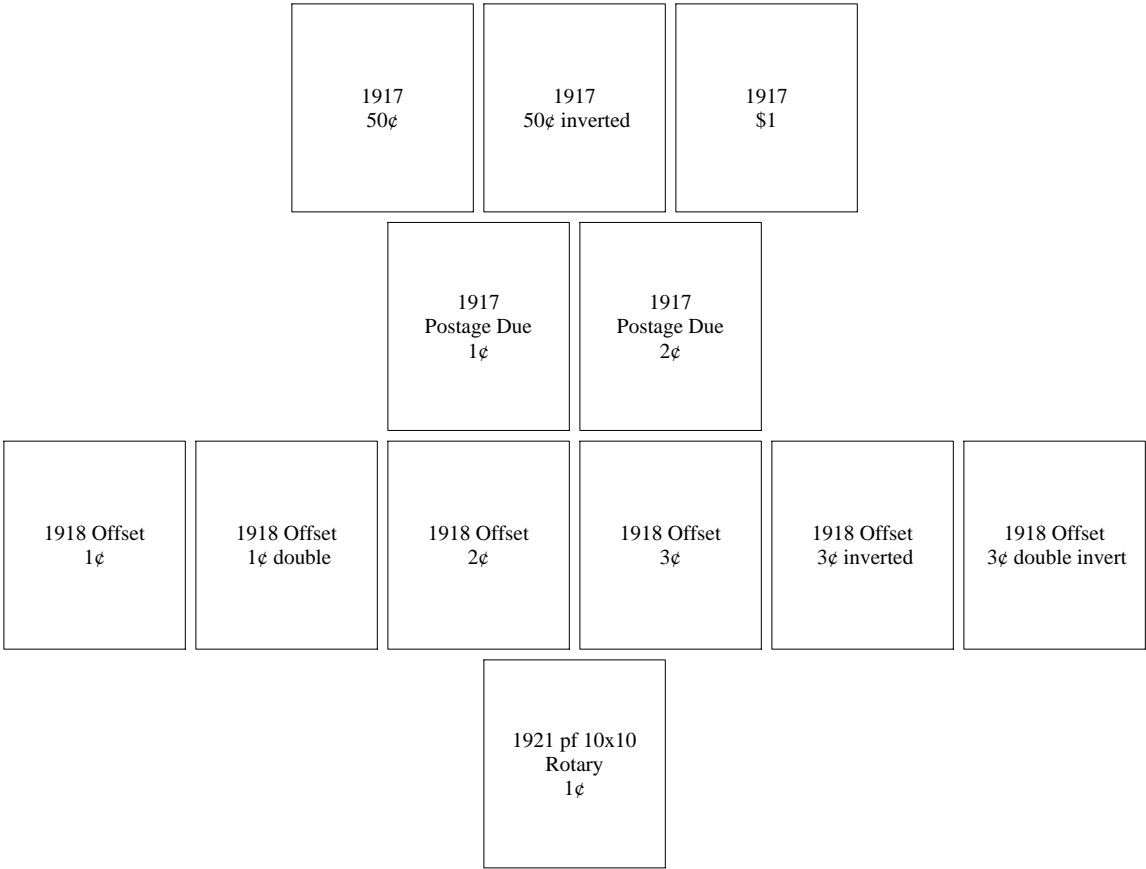 1917
50¢
1917
50¢ inverted
1917
$1
1917
Postage Due
1¢
1917
Postage Due
2¢
1918 Offset
1¢
1918 Offset
1¢ double
1918 Offset
2¢
1918 Offset
3¢
1918 Offset
3¢ inverted
1918 Offset
3¢ double invert
1921 pf 10x10
Rotary
1¢